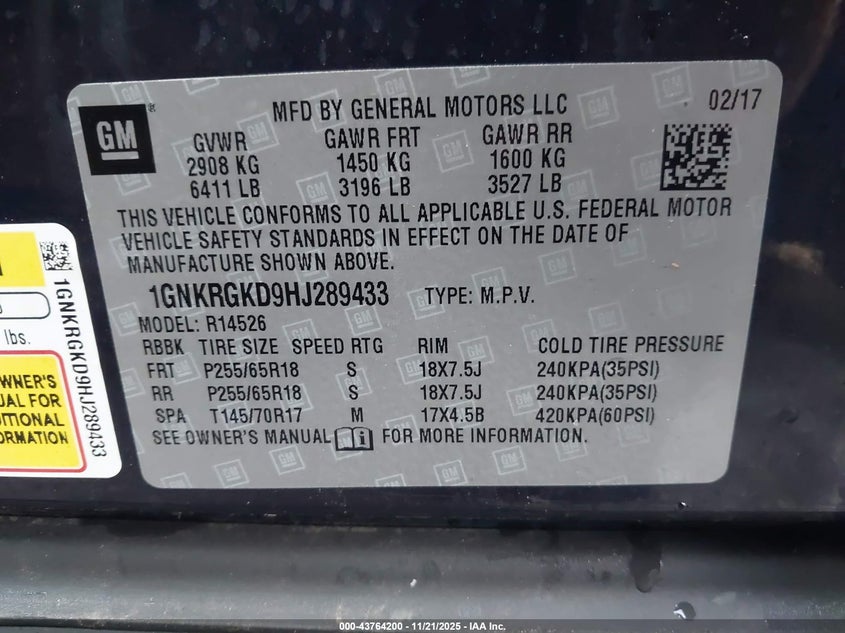 GM
®
MFD BY GENERAL MOTORS LLC
02/17
GVWR GAWR FRT GAWR RR
2908 KG 1450 KG 1600 KG
6411 LB 3196 LB 3527 LB
THIS VEHICLE CONFORMS TO ALL APPLICABLE U.S. FEDERAL MOTOR
VEHICLE SAFETY STANDARDS IN EFFECT ON THE DATE OF
MANUFACTURE SHOWN ABOVE.
1GNKRGKD9HJ289433 TYPE: M.P.V.
MODEL: R14526
RBBK TIRE SIZE SPEED RTG RIM COLD TIRE PRESSURE
FRT P255/65R18 S 18X7.5J 240KPA(35PSI)
RR P255/65R18 S 18X7.5J 240KPA(35PSI)
SPA T145/70R17 M 17X4.5B 420KPA(60PSI)
SEE OWNER'S MANUAL FOR MORE INFORMATION.
1GNKRGKD9HJ289433
lbs.
WNER'S
UAL FOR
DITIONAL
ORMATION
000-43764200 - 11/21/2025 - IAA Inc.